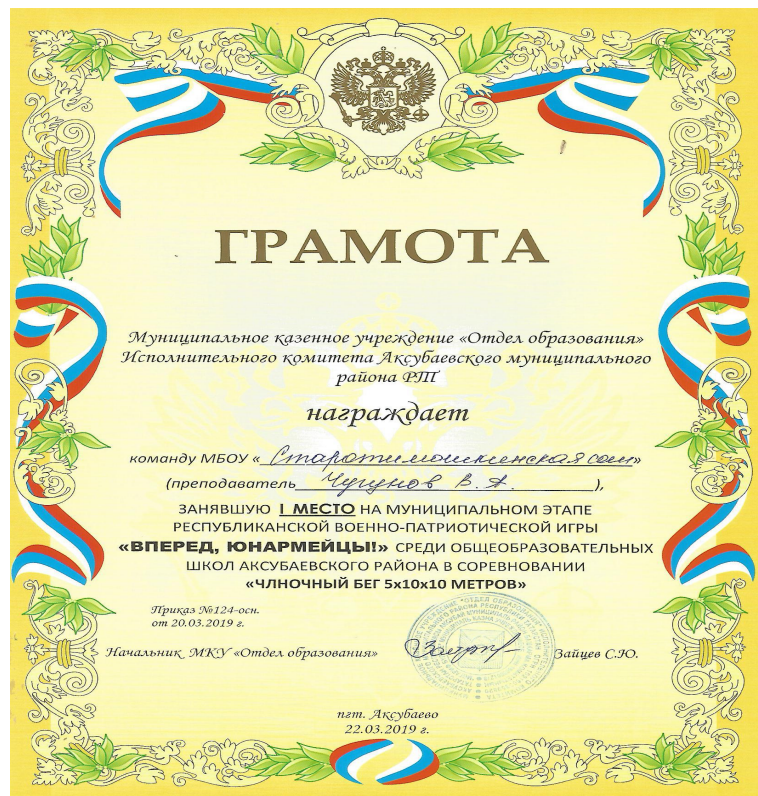 ГРАМОТА
Муниципальное казенное учреждение «Отдел образования»
Исполнительного комитета Аксубаевского муниципального
района РТ
награждает
команду МБОУ « Старотимошкинская сош»
(преподаватель Чугунов В.А. ),
ЗАНЯВШУЮ I МЕСТО НА МУНИЦИПАЛЬНОМ ЭТАПЕ
РЕСПУБЛИКАНСКОЙ ВОЕННО-ПАТРИОТИЧЕСКОЙ ИГРЫ
«ВПЕРЕД, ЮНАРМЕЙЦЫ!» СРЕДИ ОБЩЕОБРАЗОВАТЕЛЬНЫХ
ШКОЛ АКСУБАЕВСКОГО РАЙОНА В СОРЕВНОВАНИИ
«ЧЛНОЧНЫЙ БЕГ 5х10х10 МЕТРОВ»
Приказ №124-осн.
от 20.03.2019 г.
Начальник МКУ «Отдел образования» Зайцев С.Ю.
пгт. Аксубаево
22.03.2019 г.